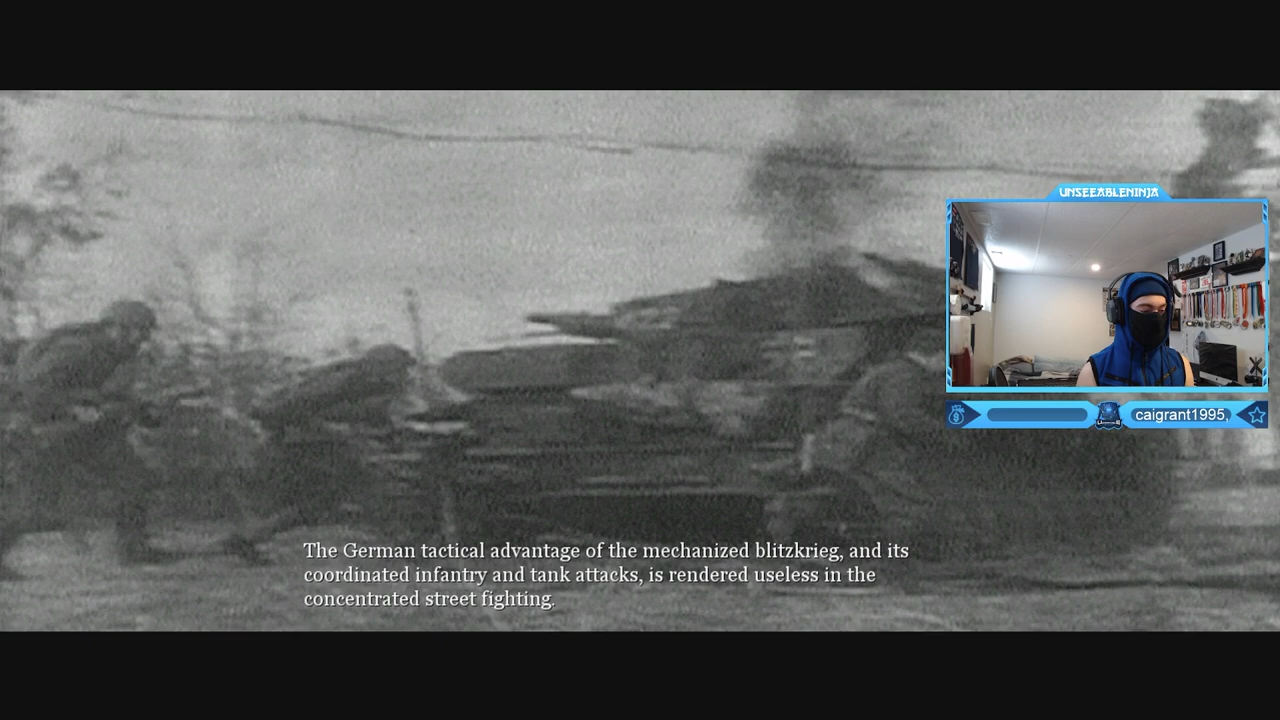 UNSEEABLENINJA
caigrant1995,
The German tactical advantage of the mechanized blitzkrieg, and its
coordinated infantry and tank attacks, is rendered useless in the
concentrated street fighting.